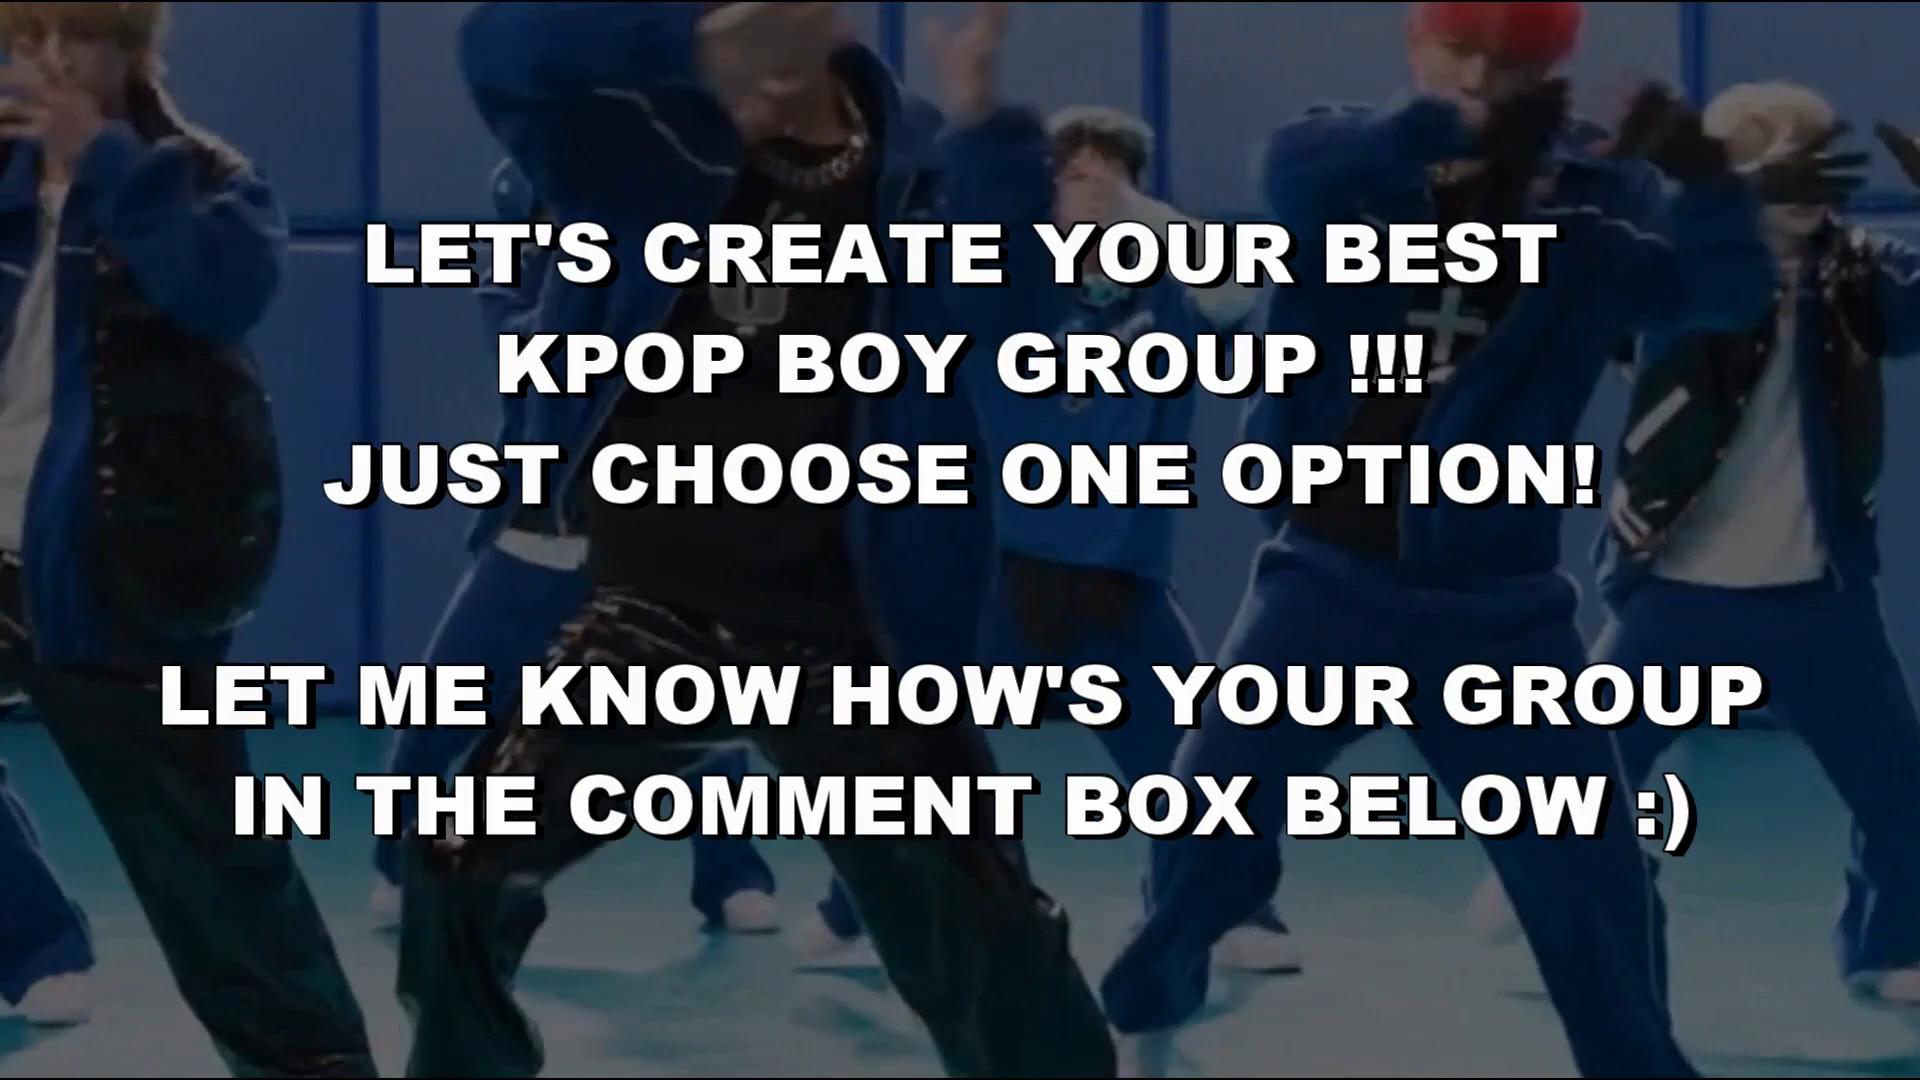 LET'S CREATE YOUR BEST
KPOP BOY GROUP !!!
JUST CHOOSE ONE OPTION!
LET ME KNOW HOW'S YOUR GROUP
IN THE COMMENT BOX BELOW :)